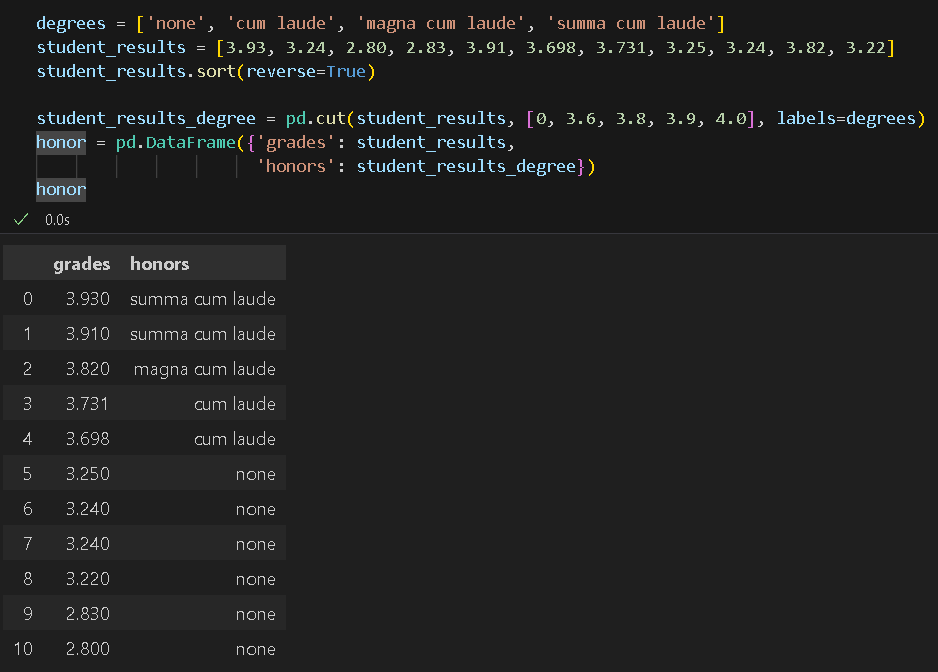 degrees = ['none', 'cum laude', 'magna cum laude', 'summa cum laude']
student_results = [3.93, 3.24, 2.80, 2.83, 3.91, 3.698, 3.731, 3.25, 3.24, 3.82, 3.22]
student_results.sort(reverse=True)

student_results_degree = pd.cut(student_results, [0, 3.6, 3.8, 3.9, 4.0], labels=degrees)
honor = pd.DataFrame({'grades': student_results,
                      'honors': student_results_degree})
honor
✓ 0.0s
grades honors
0 3.930 summa cum laude
1 3.910 summa cum laude
2 3.820 magna cum laude
3 3.731 cum laude
4 3.698 cum laude
5 3.250 none
6 3.240 none
7 3.240 none
8 3.220 none
9 2.830 none
10 2.800 none